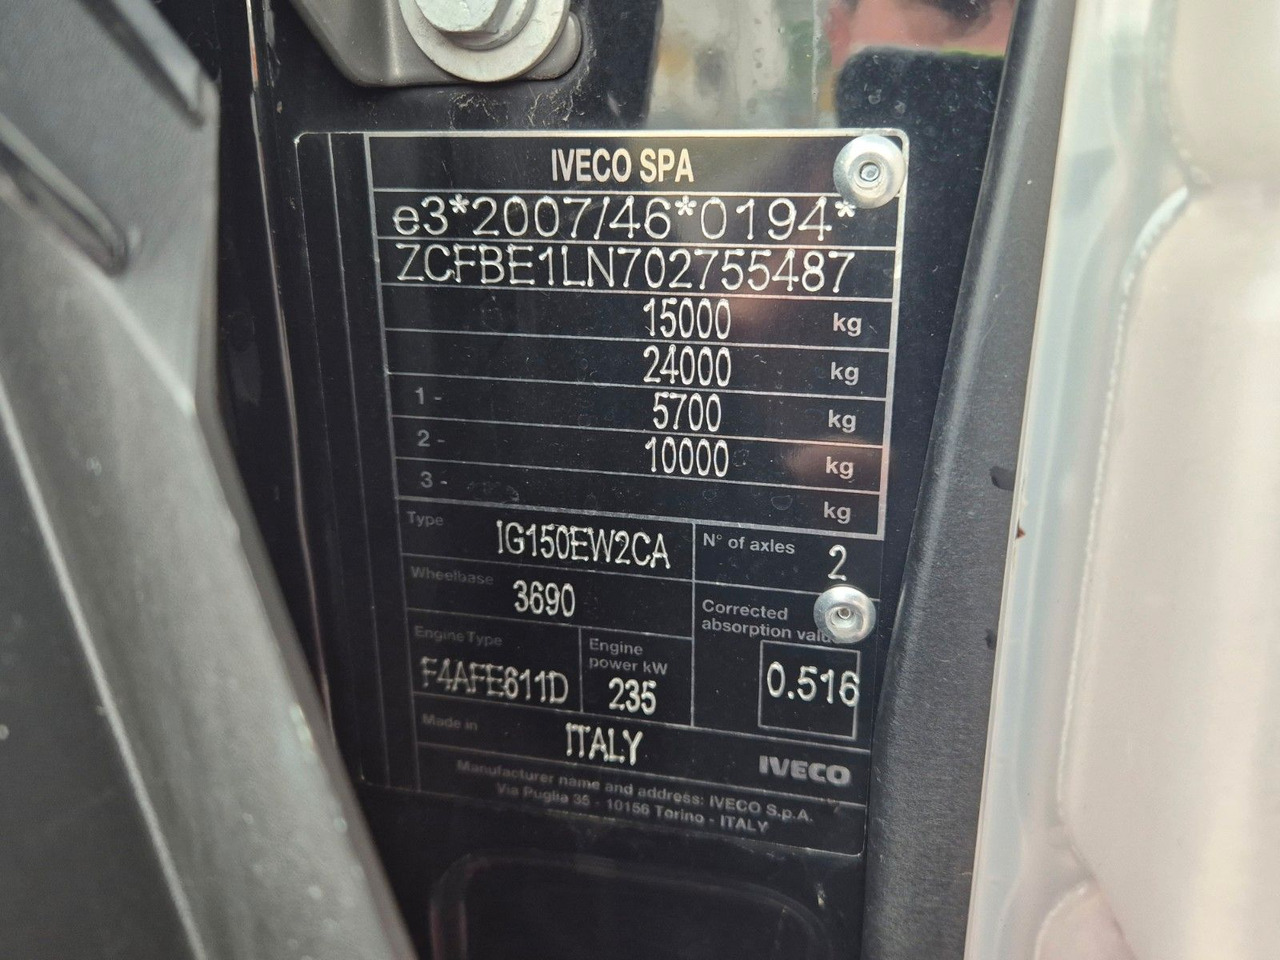 IVECO SPA
e3*2007/46*0194*
ZCFBE1LN702755487
15000 kg
24000 kg
1 - 5700 kg
2 - 10000 kg
3 - kg
Type IG150EW2CA
N° of axles 2
Wheelbase 3690
Corrected
absorption value
0.516
Engine Type F4AFE611D
Engine
power kW
235
Made in ITALY
IVECO
Manufacturer name and address: IVECO S.p.A.
Via Puglia 35 - 10156 Torino - ITALY